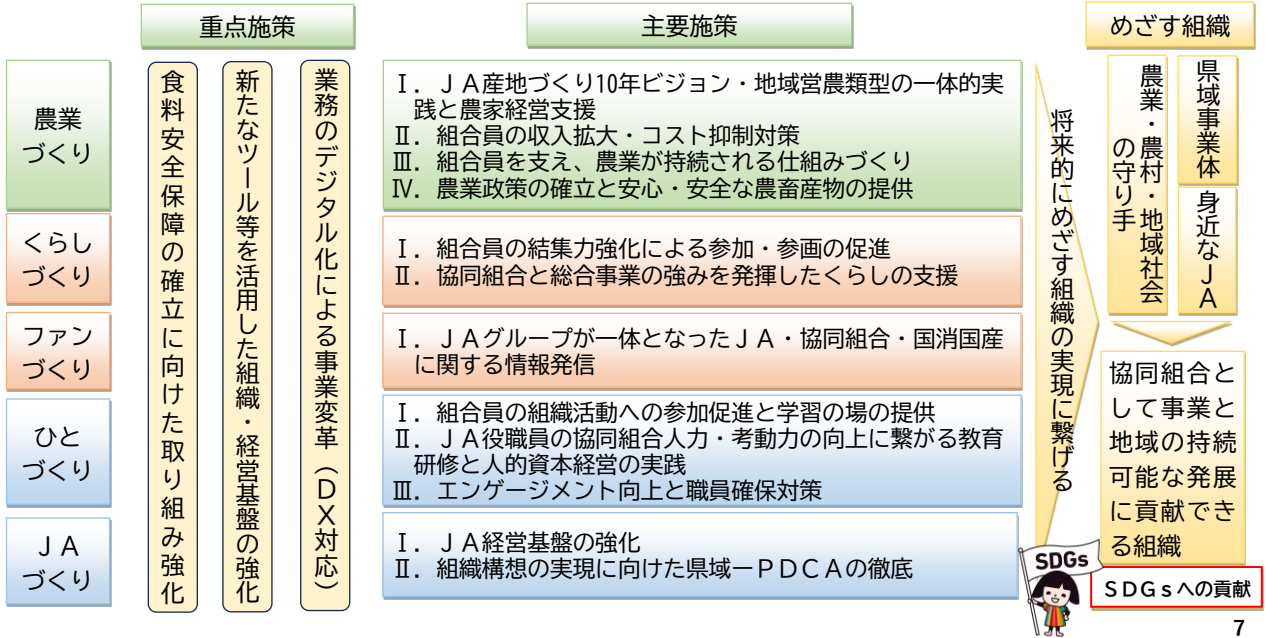 重点施策
主要施策
めざす組織
農業
づくり
くらし
づくり
ファン
づくり
ひと
づくり
ＪＡ
づくり
食料安全保障の確立に向けた取り組み強化
新たなツール等を活用した組織・経営基盤の強化
業務のデジタル化による事業変革（ＤＸ対応）
Ⅰ．ＪＡ産地づくり10年ビジョン・地域営農類型の一体的実
践と農家経営支援
Ⅱ．組合員の収入拡大・コスト抑制対策
Ⅲ．組合員を支え、農業が持続される仕組みづくり
Ⅳ．農業政策の確立と安心・安全な農畜産物の提供
Ⅰ．組合員の結集力強化による参加・参画の促進
Ⅱ．協同組合と総合事業の強みを発揮したくらしの支援
Ⅰ．ＪＡグループが一体となったＪＡ・協同組合・国消国産
に関する情報発信
Ⅰ．組合員の組織活動への参加促進と学習の場の提供
Ⅱ．ＪＡ役職員の協同組合人力・考動力の向上に繋がる教育
研修と人的資本経営の実践
Ⅲ．エンゲージメント向上と職員確保対策
Ⅰ．ＪＡ経営基盤の強化
Ⅱ．組織構想の実現に向けた県域－ＰＤＣＡの徹底
将来的にめざす組織の実現に繋げる
農業・農村・地域社会
の守り手
県域事業体
身近なＪＡ
協同組合と
して事業と
地域の持続
可能な発展
に貢献でき
る組織
SDGs
ＳＤＧｓへの貢献
7